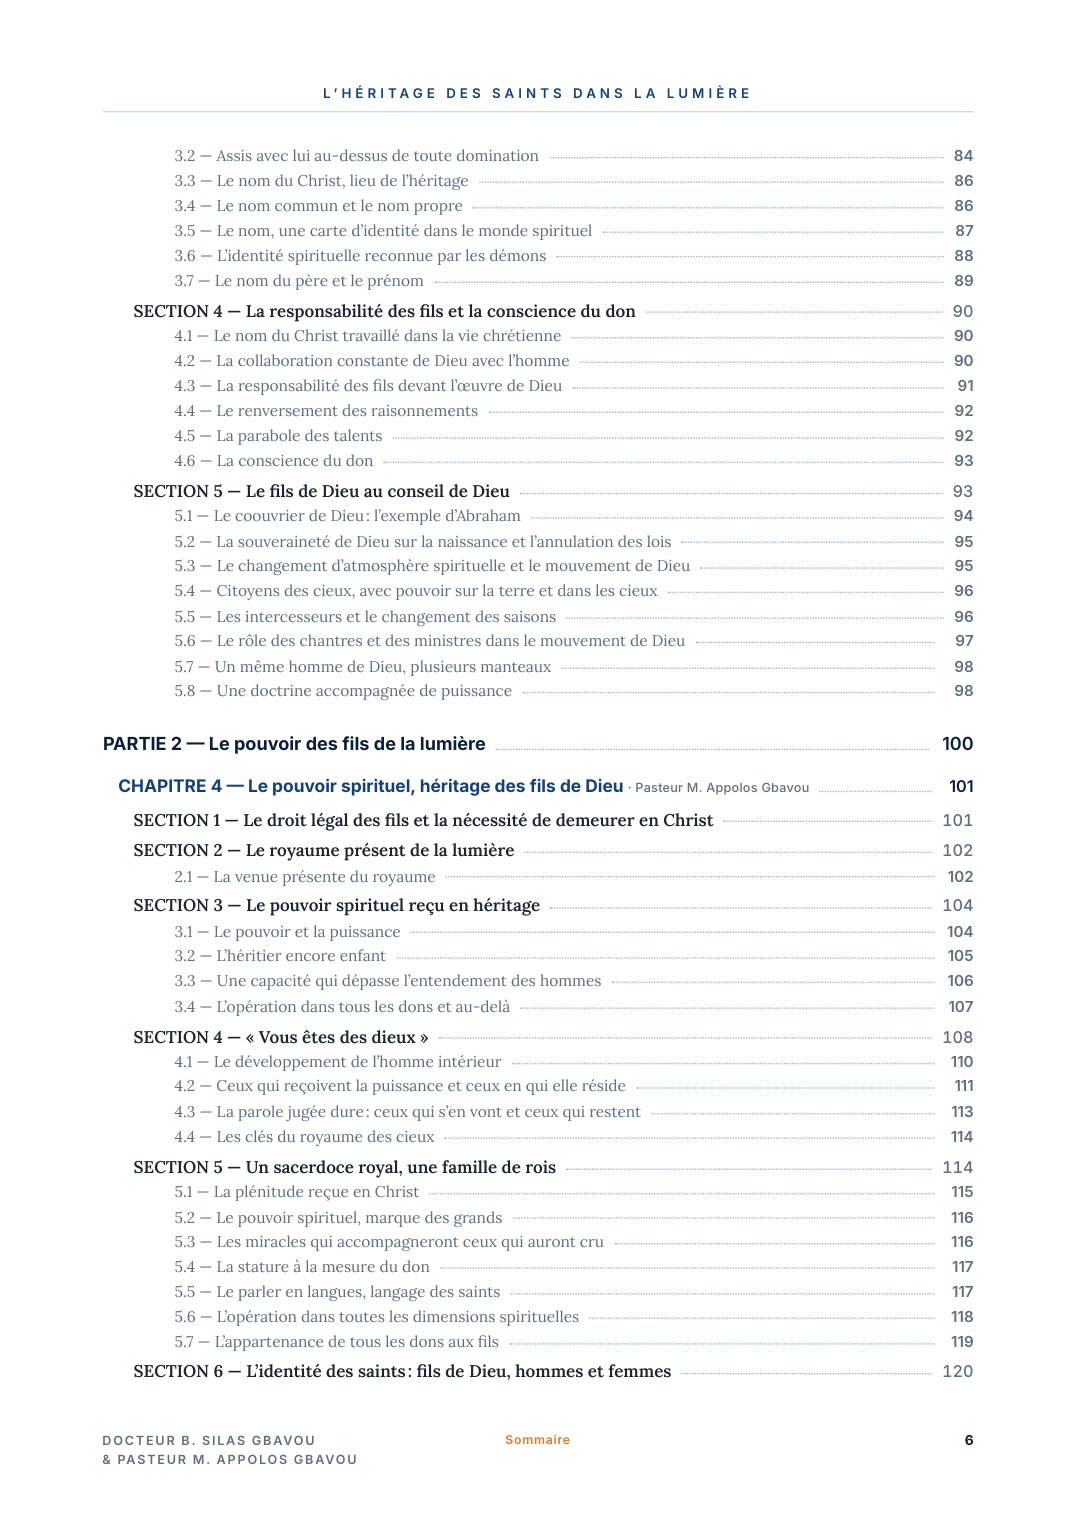 L’HÉRITAGE DES SAINTS DANS LA LUMIÈRE
3.2 — Assis avec lui au-dessus de toute domination 84
3.3 — Le nom du Christ, lieu de l’héritage 86
3.4 — Le nom commun et le nom propre 86
3.5 — Le nom, une carte d’identité dans le monde spirituel 87
3.6 — L’identité spirituelle reconnue par les démons 88
3.7 — Le nom du père et le prénom 89
SECTION 4 — La responsabilité des fils et la conscience du don 90
4.1 — Le nom du Christ travaillé dans la vie chrétienne 90
4.2 — La collaboration constante de Dieu avec l’homme 90
4.3 — La responsabilité des fils devant l’œuvre de Dieu 91
4.4 — Le renversement des raisonnements 92
4.5 — La parabole des talents 92
4.6 — La conscience du don 93
SECTION 5 — Le fils de Dieu au conseil de Dieu 93
5.1 — Le coouvrier de Dieu : l’exemple d’Abraham 94
5.2 — La souveraineté de Dieu sur la naissance et l’annulation des lois 95
5.3 — Le changement d’atmosphère spirituelle et le mouvement de Dieu 95
5.4 — Citoyens des cieux, avec pouvoir sur la terre et dans les cieux 96
5.5 — Les intercesseurs et le changement des saisons 96
5.6 — Le rôle des chantres et des ministres dans le mouvement de Dieu 97
5.7 — Un même homme de Dieu, plusieurs manteaux 98
5.8 — Une doctrine accompagnée de puissance 98
PARTIE 2 — Le pouvoir des fils de la lumière 100
CHAPITRE 4 — Le pouvoir spirituel, héritage des fils de Dieu · Pasteur M. Appolos Gbavou 101
SECTION 1 — Le droit légal des fils et la nécessité de demeurer en Christ 101
SECTION 2 — Le royaume présent de la lumière 102
2.1 — La venue présente du royaume 102
SECTION 3 — Le pouvoir spirituel reçu en héritage 104
3.1 — Le pouvoir et la puissance 104
3.2 — L’héritier encore enfant 105
3.3 — Une capacité qui dépasse l’entendement des hommes 106
3.4 — L’opération dans tous les dons et au-delà 107
SECTION 4 — « Vous êtes des dieux » 108
4.1 — Le développement de l’homme intérieur 110
4.2 — Ceux qui reçoivent la puissance et ceux en qui elle réside 111
4.3 — La parole jugée dure : ceux qui s’en vont et ceux qui restent 113
4.4 — Les clés du royaume des cieux 114
SECTION 5 — Un sacerdoce royal, une famille de rois 114
5.1 — La plénitude reçue en Christ 115
5.2 — Le pouvoir spirituel, marque des grands 116
5.3 — Les miracles qui accompagneront ceux qui auront cru 116
5.4 — La stature à la mesure du don 117
5.5 — Le parler en langues, langage des saints 117
5.6 — L’opération dans toutes les dimensions spirituelles 118
5.7 — L’appartenance de tous les dons aux fils 119
SECTION 6 — L’identité des saints : fils de Dieu, hommes et femmes 120
DOCTEUR B. SILAS GBAVOU
& PASTEUR M. APPOLOS GBAVOU
Sommaire
6